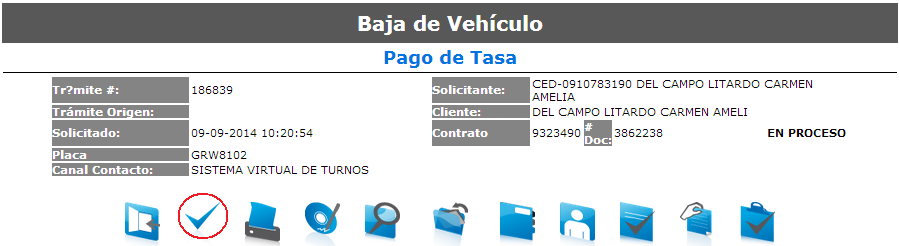 Baja de Vehículo
Pago de Tasa
Tr?mite #: 186839 Solicitante: CED-0910783190 DEL CAMPO LITARDO CARMEN
AMELIA
Trámite Origen: Cliente: DEL CAMPO LITARDO CARMEN AMELI
Solicitado: 09-09-2014 10:20:54 Contrato 9323490 # Doc: 3862238 EN PROCESO
Placa GRW8102
Canal Contacto: SISTEMA VIRTUAL DE TURNOS